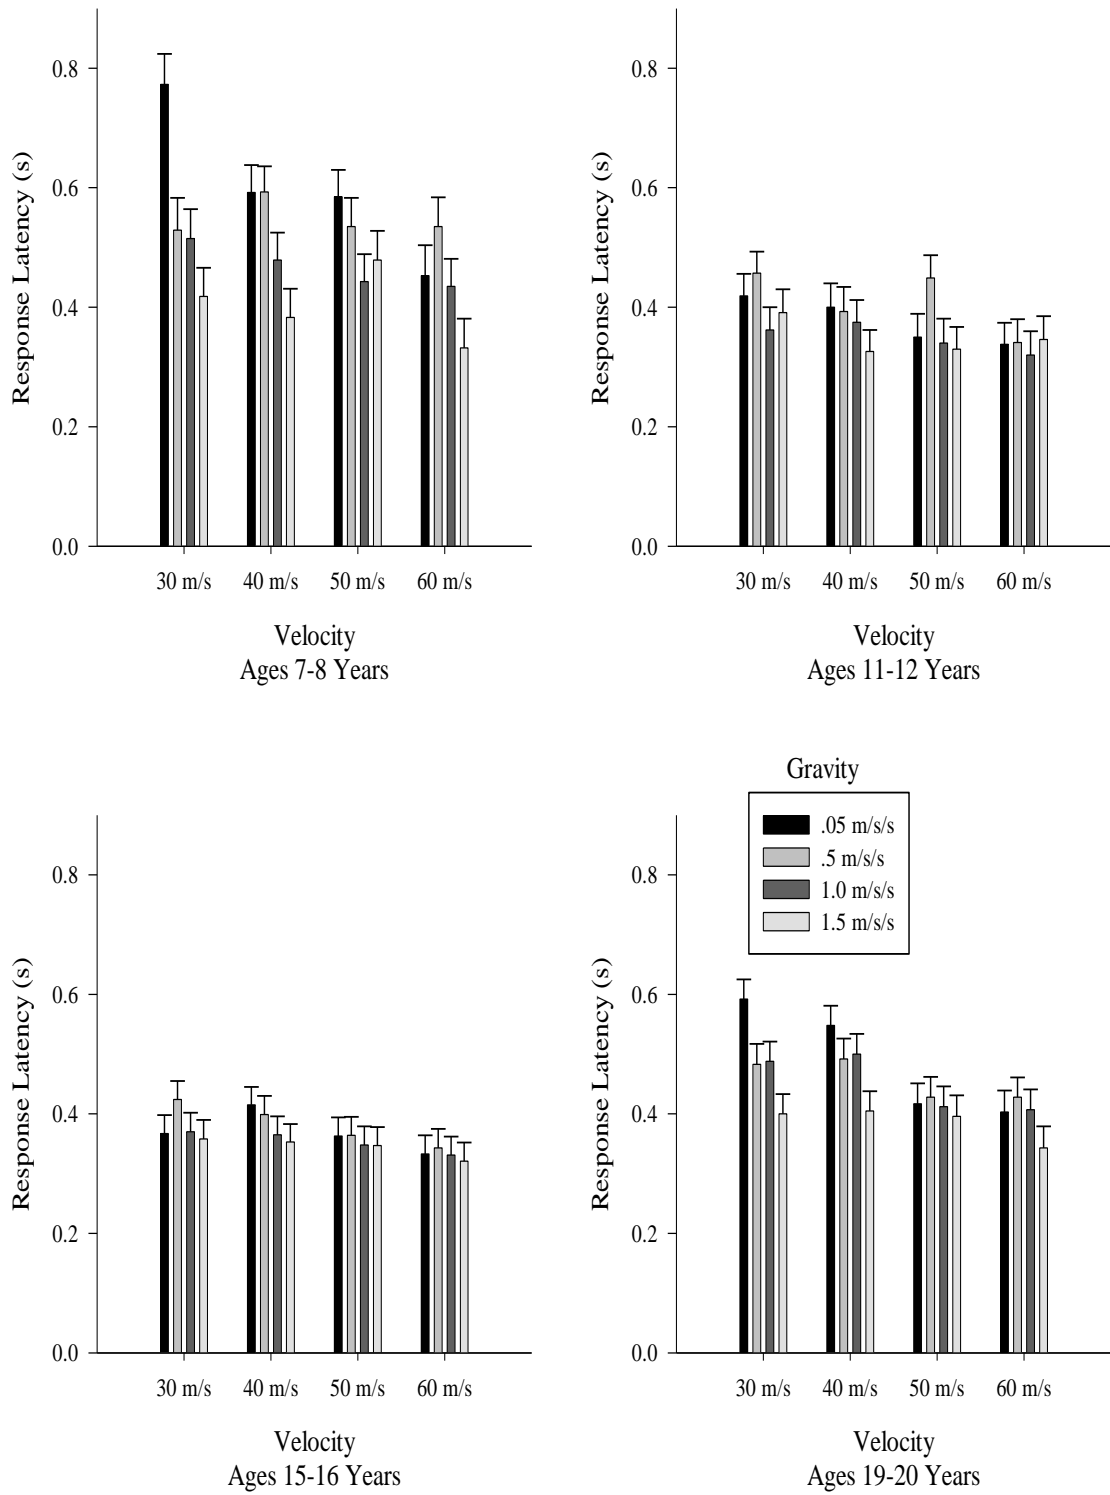 0.8
0.6
0.4
0.2
0.0
Response Latency (s)
30 m/s 40 m/s 50 m/s 60 m/s
Velocity
Ages 7-8 Years
0.8
0.6
0.4
0.2
0.0
Response Latency (s)
30 m/s 40 m/s 50 m/s 60 m/s
Velocity
Ages 11-12 Years
0.8
0.6
0.4
0.2
0.0
Response Latency (s)
30 m/s 40 m/s 50 m/s 60 m/s
Velocity
Ages 15-16 Years
Gravity
.05 m/s/s
.5 m/s/s
1.0 m/s/s
1.5 m/s/s
0.8
0.6
0.4
0.2
0.0
Response Latency (s)
30 m/s 40 m/s 50 m/s 60 m/s
Velocity
Ages 19-20 Years